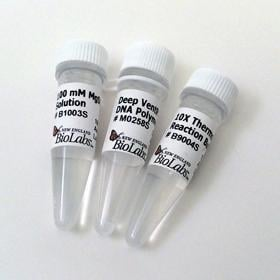 100 mM MgSO
Solution
# B1003S
NEW ENGLAND
BioLabs
Deep Vent
DNA Polym
# M0258S
NEW ENGLAND
BioLabs
10X Therm
Reaction B
# B9004S
NEW ENGLAND
BioLabs